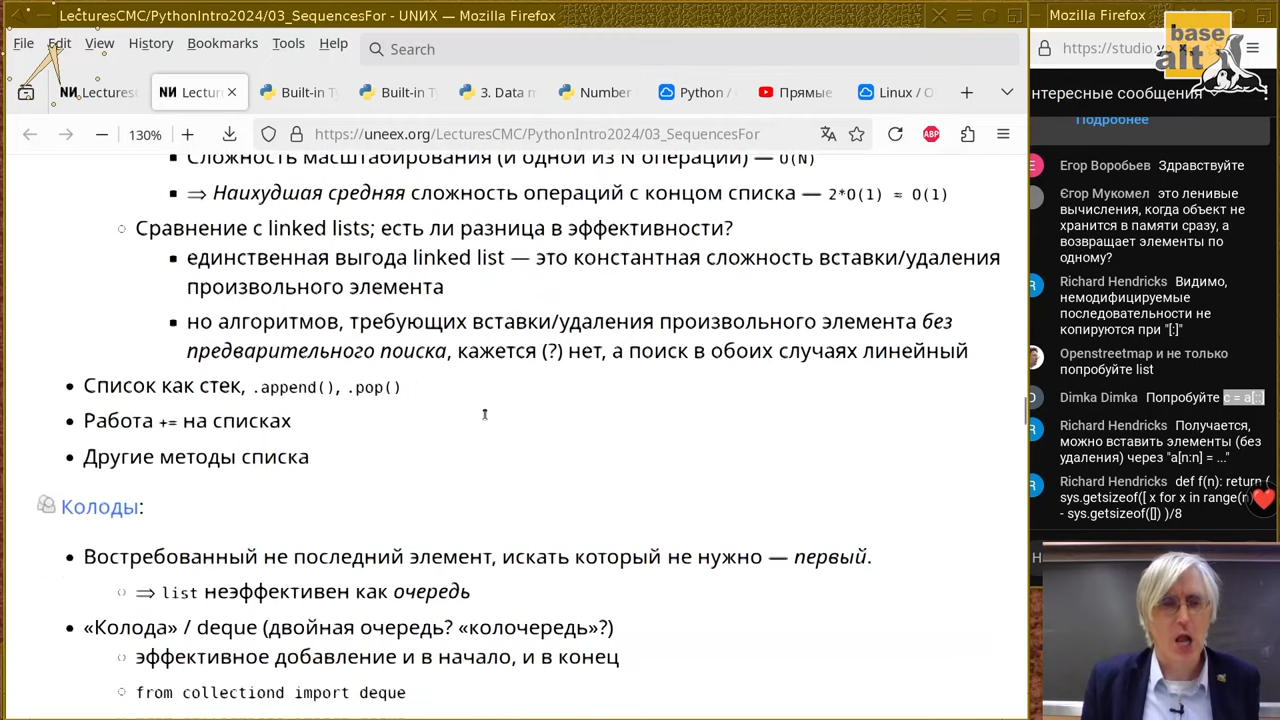 LecturesCMC/PythonIntro2024/03_SequencesFor - UNИX — Mozilla Firefox
File Edit View History Bookmarks Tools Help
Search
Lectures
Lectur
Built-in T
Built-in T
3. Data m
Number
Python /
Прямые
Linux / О
130%
https://uneex.org/LecturesCMC/PythonIntro2024/03_SequencesFor
Сложность масштабирования (и одной из N операций) — O(N)
⇒ Наихудшая средняя сложность операций с концом списка — 2*O(1) ≈ O(1)
Сравнение с linked lists; есть ли разница в эффективности?
единственная выгода linked list — это константная сложность вставки/удаления
произвольного элемента
но алгоритмов, требующих вставки/удаления произвольного элемента без
предварительного поиска, кажется (?) нет, а поиск в обоих случаях линейный
Список как стек, .append(), .pop()
Работа += на списках
Другие методы списка
Колоды:
Востребованный не последний элемент, искать который не нужно — первый.
⇒ list неэффективен как очередь
«Колода» / deque (двойная очередь? «колочередь»?)
эффективное добавление и в начало, и в конец
from collectiond import deque
Mozilla Firefox
base
alt
https://studio.yo
нтересные сообщения
Подробнее
Егор Воробьев Здравствуйте
Єгор Мукомел это ленивые
вычисления, когда объект не
хранится в памяти сразу, а
возвращает элементы по
одному?
Richard Hendricks Видимо,
немодифицируемые
последовательности не
копируются при "[:]"
Openstreetmap и не только
попробуйте list
Dimka Dimka Попробуйте c = a[::]
Richard Hendricks Получается,
можно вставить элементы (без
удаления) через "a[n:n] = ..."
Richard Hendricks def f(n): return (
sys.getsizeof([ x for x in range(n)
- sys.getsizeof([]) )/8